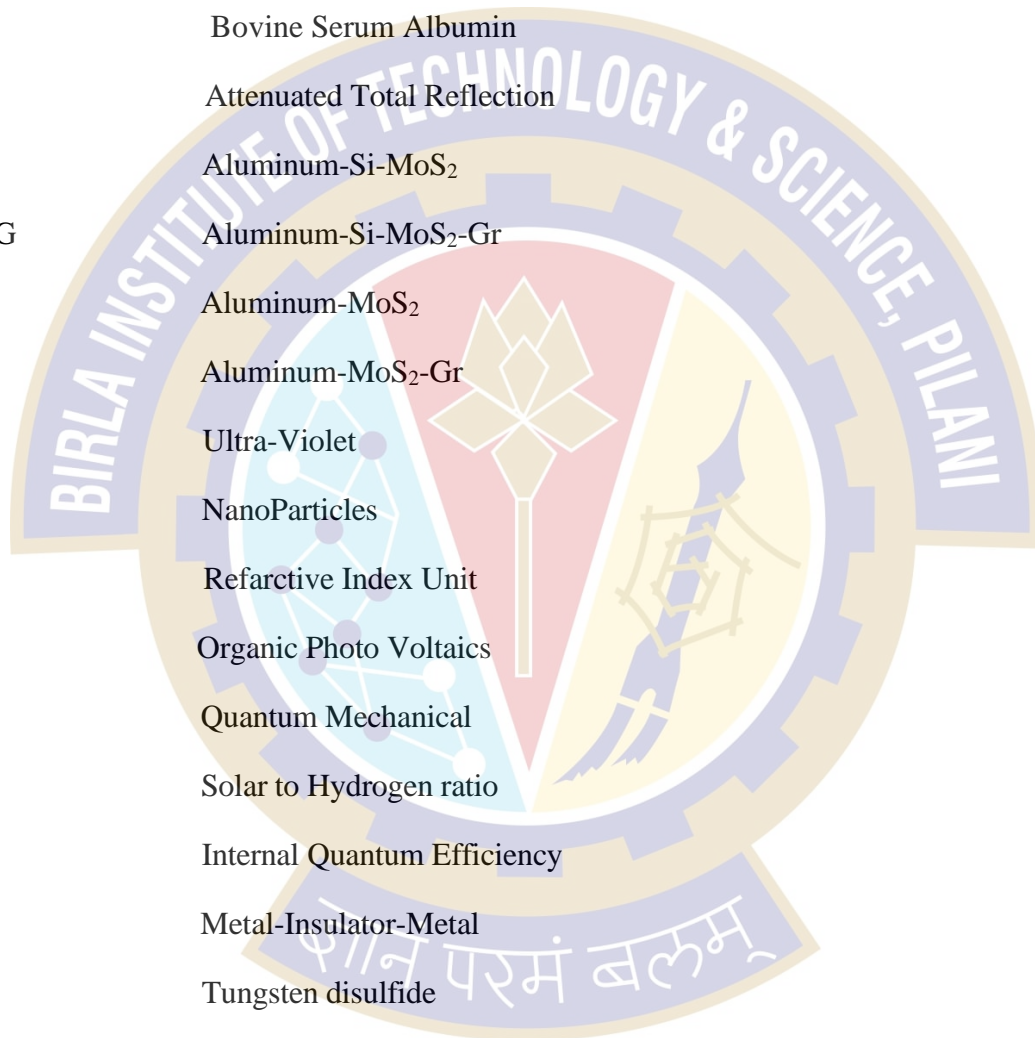 Bovine Serum Albumin
Attenuated Total Reflection
Aluminum-Si-MoS₂
G Aluminum-Si-MoS₂-Gr
Aluminum-MoS₂
Aluminum-MoS₂-Gr
Ultra-Violet
NanoParticles
Refarctive Index Unit
Organic Photo Voltaics
Quantum Mechanical
Solar to Hydrogen ratio
Internal Quantum Efficiency
Metal-Insulator-Metal
Tungsten disulfide
BIRLA INSTITUTE OF TECHNOLOGY & SCIENCE, PILANI
ज्ञान परमं बलम्